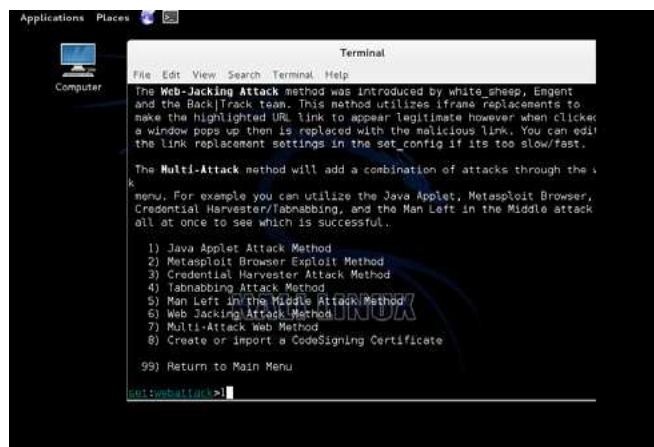 Applications Places
Computer
Terminal
File Edit View Search Terminal Help
The Web-Jacking Attack method was introduced by white_sheep, Emgent
and the Back|Track team. This method utilizes iframe replacements to
make the highlighted URL link to appear legitimate however when clicked
a window pops up then is replaced with the malicious link. You can edit
the link replacement settings in the set_config if its too slow/fast.
The Multi-Attack method will add a combination of attacks through the
k
menu. For example you can utilize the Java Applet, Metasploit Browser,
Credential Harvester/Tabnabbing, and the Man Left in the Middle attack
all at once to see which is successful.
1) Java Applet Attack Method
2) Metasploit Browser Exploit Method
3) Credential Harvester Attack Method
4) Tabnabbing Attack Method
5) Man Left in the Middle Attack Method
6) Web Jacking Attack Method
7) Multi-Attack Web Method
8) Create or import a CodeSigning Certificate
KALI LINUX
99) Return to Main Menu
set:webattack>1